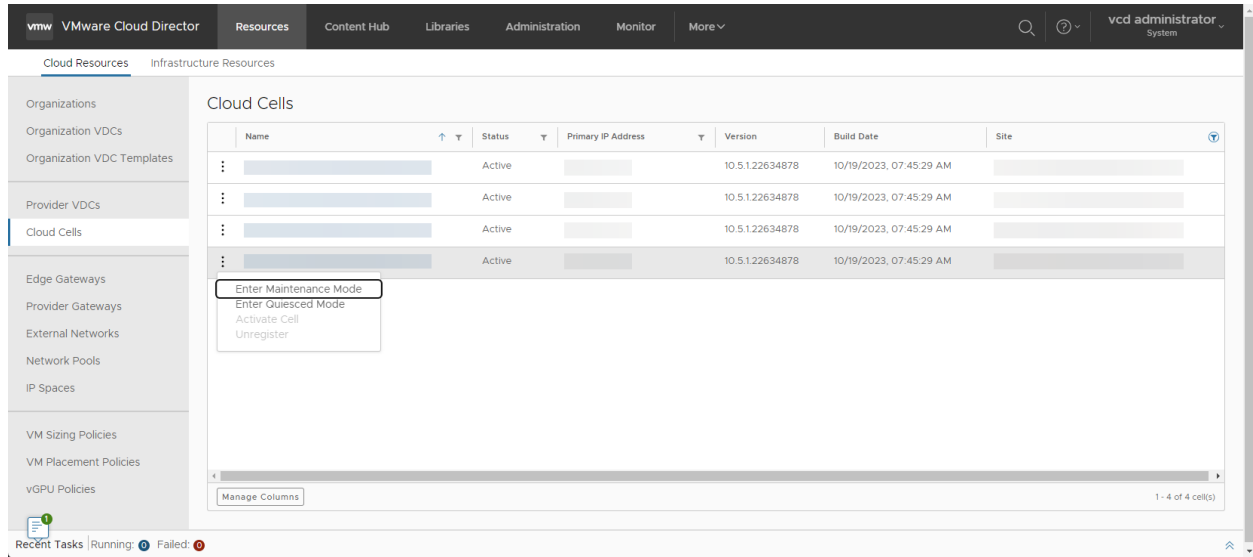 vmw VMware Cloud Director Resources Content Hub Libraries Administration Monitor More vcd administrator
System
Cloud Resources Infrastructure Resources
Organizations
Organization VDCs
Organization VDC Templates
Provider VDCs
Cloud Cells
Edge Gateways
Provider Gateways
External Networks
Network Pools
IP Spaces
VM Sizing Policies
VM Placement Policies
vGPU Policies
1
Cloud Cells
Name Status Primary IP Address Version Build Date Site
Active 10.5.1.22634878 10/19/2023, 07:45:29 AM
Active 10.5.1.22634878 10/19/2023, 07:45:29 AM
Active 10.5.1.22634878 10/19/2023, 07:45:29 AM
Active 10.5.1.22634878 10/19/2023, 07:45:29 AM
Enter Maintenance Mode
Enter Quiesced Mode
Activate Cell
Unregister
Manage Columns 1 - 4 of 4 cell(s)
Recent Tasks Running: 0 Failed: 0